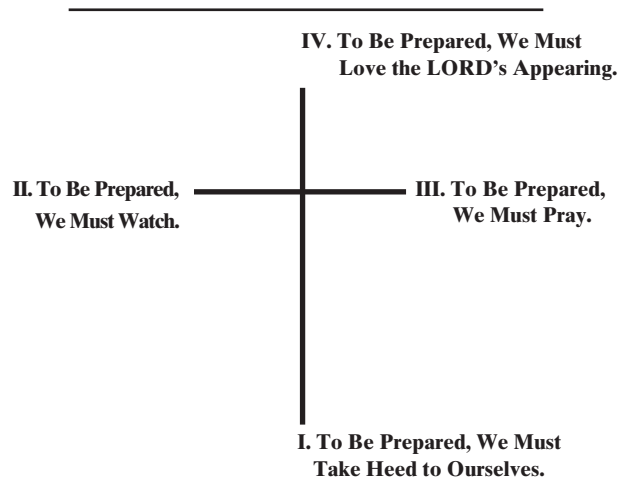 IV. To Be Prepared, We Must
Love the LORD’s Appearing.
II. To Be Prepared,
We Must Watch.
III. To Be Prepared,
We Must Pray.
I. To Be Prepared, We Must
Take Heed to Ourselves.